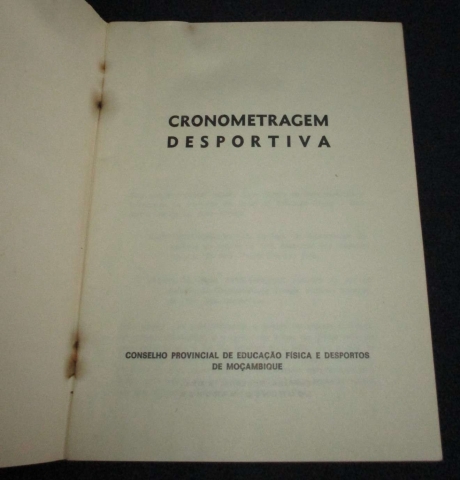 CRONOMETRAGEM
DESPORTIVA
CONSELHO PROVINCIAL DE EDUCAÇÃO FÍSICA E DESPORTOS
DE MOÇAMBIQUE